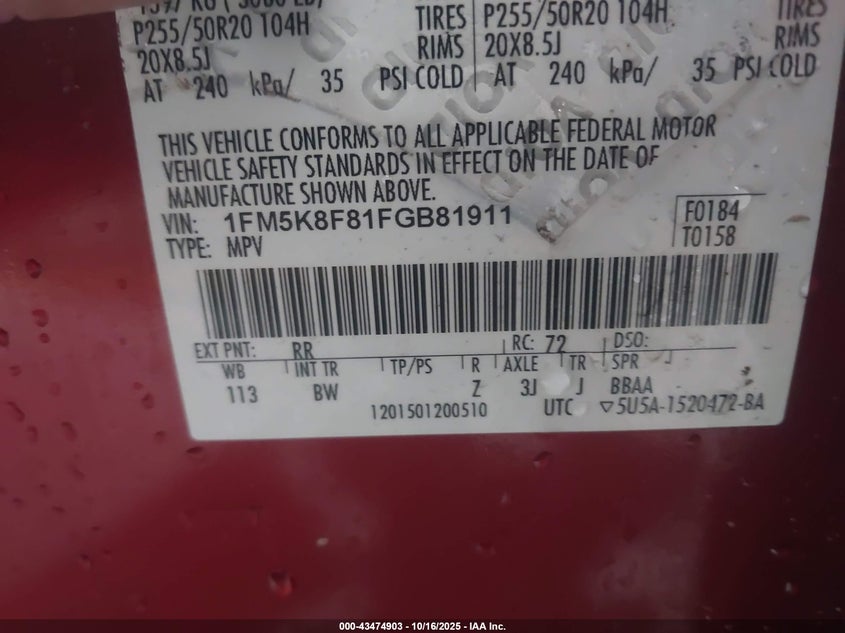 P255/50R20 104H TIRES P255/50R20 104H TIRES
20X8.5J RIMS 20X8.5J RIMS
AT 240 kPa/ 35 PSI COLD AT 240 kPa/ 35 PSI COLD
THIS VEHICLE CONFORMS TO ALL APPLICABLE FEDERAL MOTOR
VEHICLE SAFETY STANDARDS IN EFFECT ON THE DATE OF
MANUFACTURE SHOWN ABOVE.
VIN: 1FM5K8F81FGB81911 F0184
TYPE: MPV T0158
EXT PNT: RR RC: 72 DSO:
WB INT TR TP/PS R AXLE TR SPR
113 BW Z 3J J BBAA
1201501200510 UTC ▽5U5A-1520472-BA
000-43474903 - 10/16/2025 - IAA Inc.